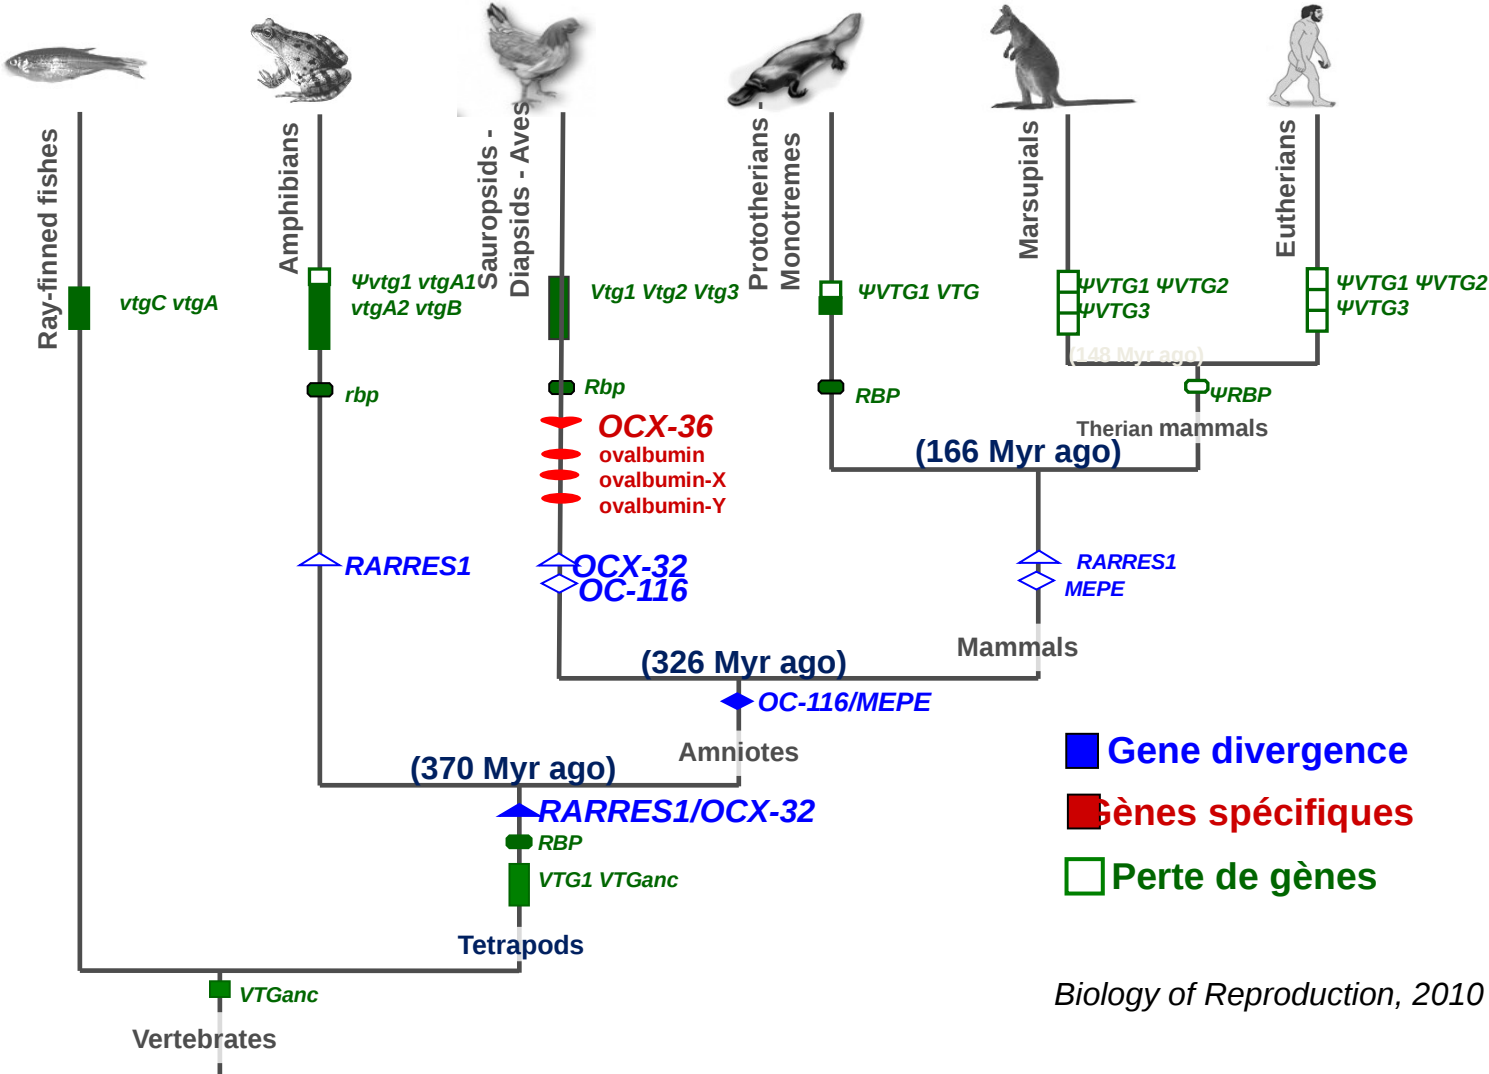 Ray-finned fishes
Amphibians
Sauropsids -
Diapsids - Aves
Prototherians -
Monotremes
Marsupials
Eutherians
vtgC vtgA
Ψvtg1 vtgA1
vtgA2 vtgB
Vtg1 Vtg2 Vtg3
ΨVTG1 VTG
ΨVTG1 ΨVTG2
ΨVTG3
ΨVTG1 ΨVTG2
ΨVTG3
(148 Myr ago)
rbp
Rbp
RBP
ΨRBP
OCX-36
ovalbumin
ovalbumin-X
ovalbumin-Y
Therian mammals
(166 Myr ago)
RARRES1
OCX-32
OC-116
RARRES1
MEPE
Mammals
(326 Myr ago)
OC-116/MEPE
Amniotes
(370 Myr ago)
RARRES1/OCX-32
RBP
VTG1 VTGanc
Tetrapods
VTGanc
Vertebrates
Gene divergence
Gènes spécifiques
Perte de gènes
Biology of Reproduction, 2010